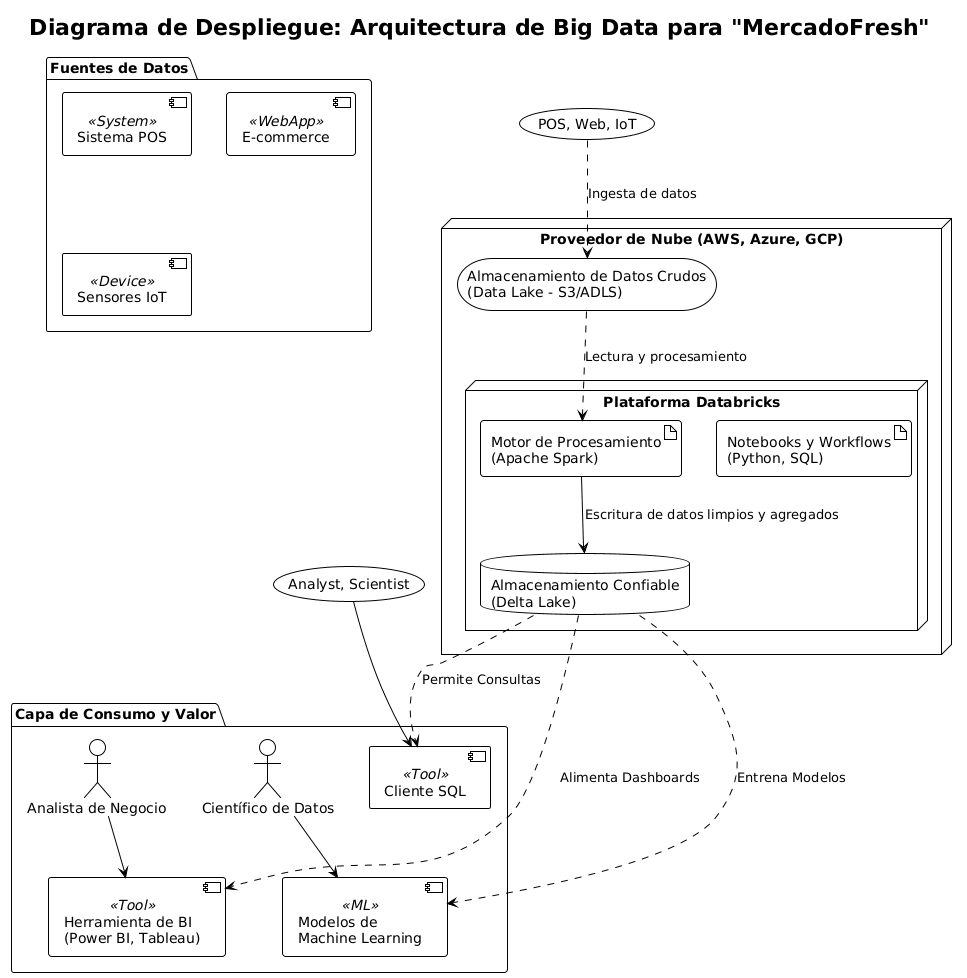 Diagrama de Despliegue: Arquitectura de Big Data para "MercadoFresh"
Fuentes de Datos
«System»
Sistema POS
«WebApp»
E-commerce
«Device»
Sensores IoT
POS, Web, IoT
Ingesta de datos
Proveedor de Nube (AWS, Azure, GCP)
Almacenamiento de Datos Crudos
(Data Lake - S3/ADLS)
Lectura y procesamiento
Plataforma Databricks
Motor de Procesamiento
(Apache Spark)
Notebooks y Workflows
(Python, SQL)
Escritura de datos limpios y agregados
Almacenamiento Confiable
(Delta Lake)
Analyst, Scientist
Permite Consultas
Alimenta Dashboards
Entrena Modelos
Capa de Consumo y Valor
Analista de Negocio
Científico de Datos
«Tool»
Cliente SQL
«Tool»
Herramienta de BI
(Power BI, Tableau)
«ML»
Modelos de
Machine Learning